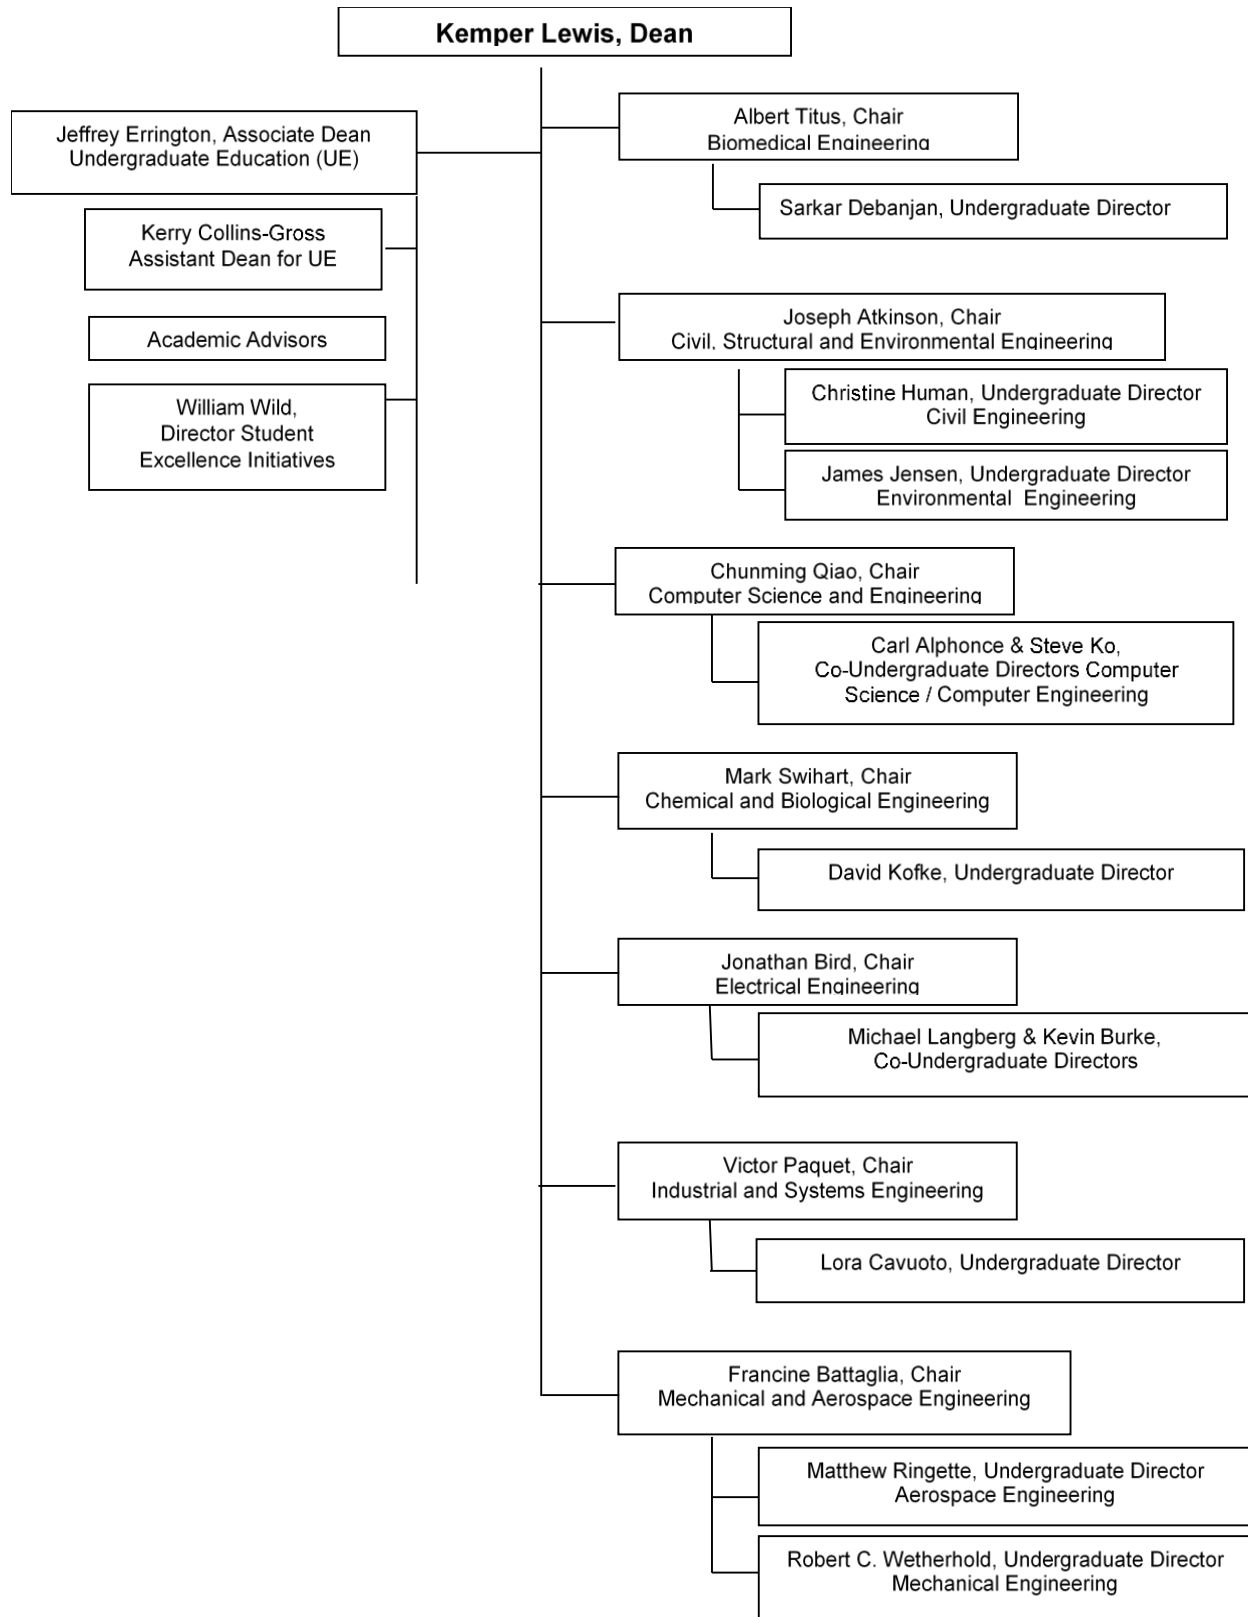 Kemper Lewis, Dean
Jeffrey Errington, Associate Dean
Undergraduate Education (UE)
Kerry Collins-Gross
Assistant Dean for UE
Academic Advisors
William Wild,
Director Student
Excellence Initiatives
Albert Titus, Chair
Biomedical Engineering
Sarkar Debanjan, Undergraduate Director
Joseph Atkinson, Chair
Civil, Structural and Environmental Engineering
Christine Human, Undergraduate Director
Civil Engineering
James Jensen, Undergraduate Director
Environmental Engineering
Chunming Qiao, Chair
Computer Science and Engineering
Carl Alphonce & Steve Ko,
Co-Undergraduate Directors Computer
Science / Computer Engineering
Mark Swihart, Chair
Chemical and Biological Engineering
David Kofke, Undergraduate Director
Jonathan Bird, Chair
Electrical Engineering
Michael Langberg & Kevin Burke,
Co-Undergraduate Directors
Victor Paquet, Chair
Industrial and Systems Engineering
Lora Cavuoto, Undergraduate Director
Francine Battaglia, Chair
Mechanical and Aerospace Engineering
Matthew Ringette, Undergraduate Director
Aerospace Engineering
Robert C. Wetherhold, Undergraduate Director
Mechanical Engineering